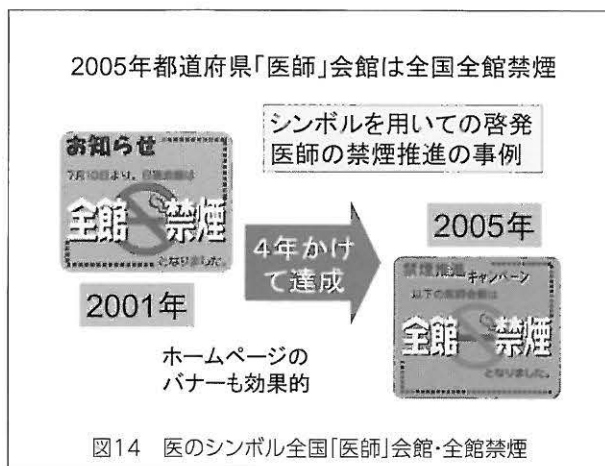 2005年都道府県「医師」会館は全国全館禁煙
シンボルを用いての啓発
医師の禁煙推進の事例
お知らせ
7月10日より、日医会館は
全館禁煙
となりました。
2001年
4年かけ
て達成
2005年
禁煙推進キャンペーン
以下の医師会館は
全館禁煙
となりました。
ホームページの
バナーも効果的
図14　医のシンボル全国「医師」会館・全館禁煙